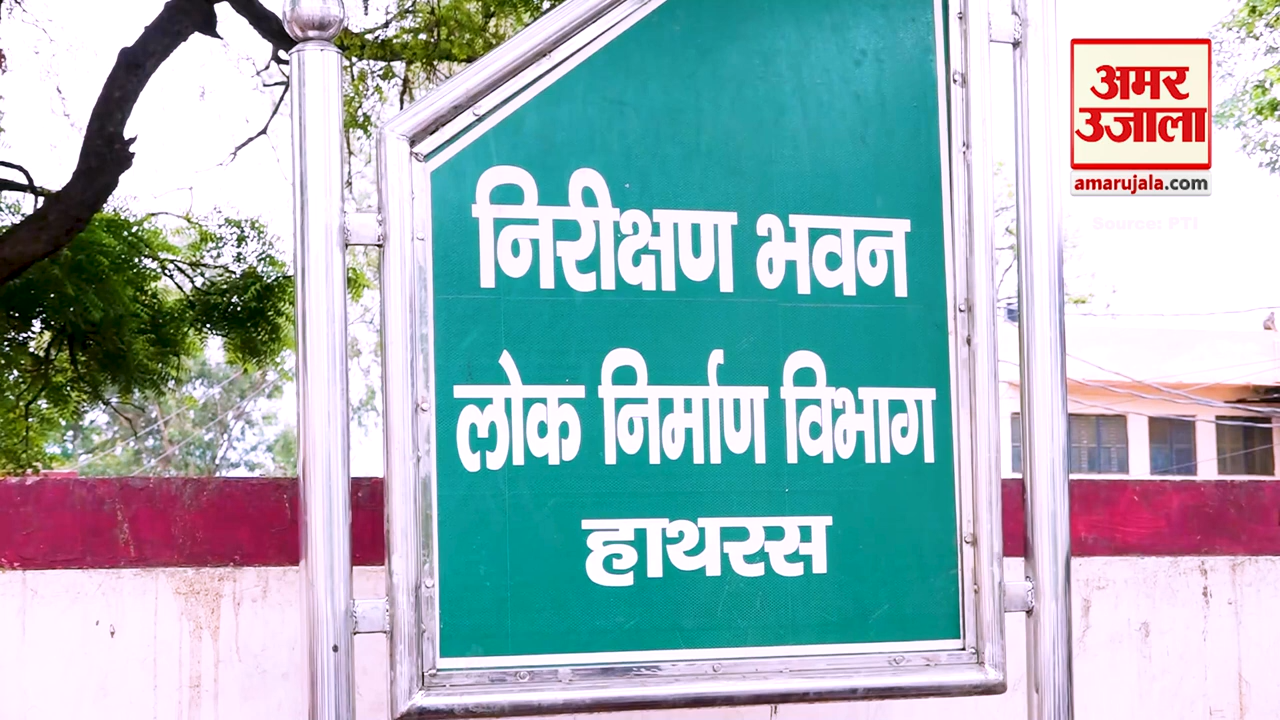 निरीक्षण भवन
लोक निर्माण विभाग
हाथरस
अमर
उजाला
amarujala.com
Source: PTI